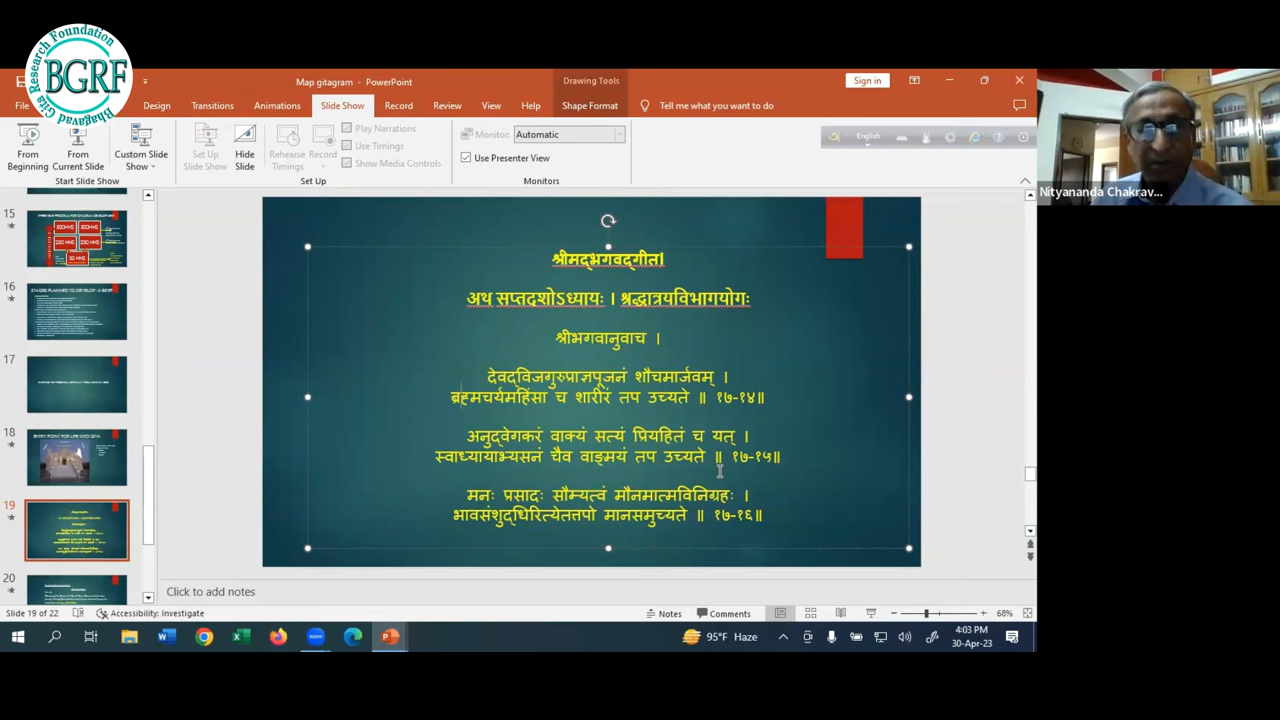 Bhagavad Gita Research Foundation
BGRF
Map gitagram - PowerPoint
Drawing Tools
Sign in
File
Design
Transitions
Animations
Slide Show
Record
Review
View
Help
Shape Format
Tell me what you want to do
From Beginning
From Current Slide
Custom Slide Show
Set Up Slide Show
Hide Slide
Rehearse Timings
Record
Play Narrations
Use Timings
Show Media Controls
Monitor: Automatic
Use Presenter View
Start Slide Show
Set Up
Monitors
English
Nityananda Chakrav...
15
16
17
18
19
20
श्रीमद्भगवद्गीता
अथ सप्तदशोऽध्यायः । श्रद्धात्रयविभागयोगः
श्रीभगवानुवाच ।
देवद्विजगुरुप्राज्ञपूजनं शौचमार्जवम् ।
ब्रह्मचर्यमहिंसा च शारीरं तप उच्यते ॥ १७-१४॥
अनुद्वेगकरं वाक्यं सत्यं प्रियहितं च यत् ।
स्वाध्यायाभ्यसनं चैव वाङ्मयं तप उच्यते ॥ १७-१५॥
मनः प्रसादः सौम्यत्वं मौनमात्मविनिग्रहः ।
भावसंशुद्धिरित्येतत्तपो मानसमुच्यते ॥ १७-१६॥
Click to add notes
Slide 19 of 22
Accessibility: Investigate
Notes
Comments
68%
95°F Haze
4:03 PM
30-Apr-23